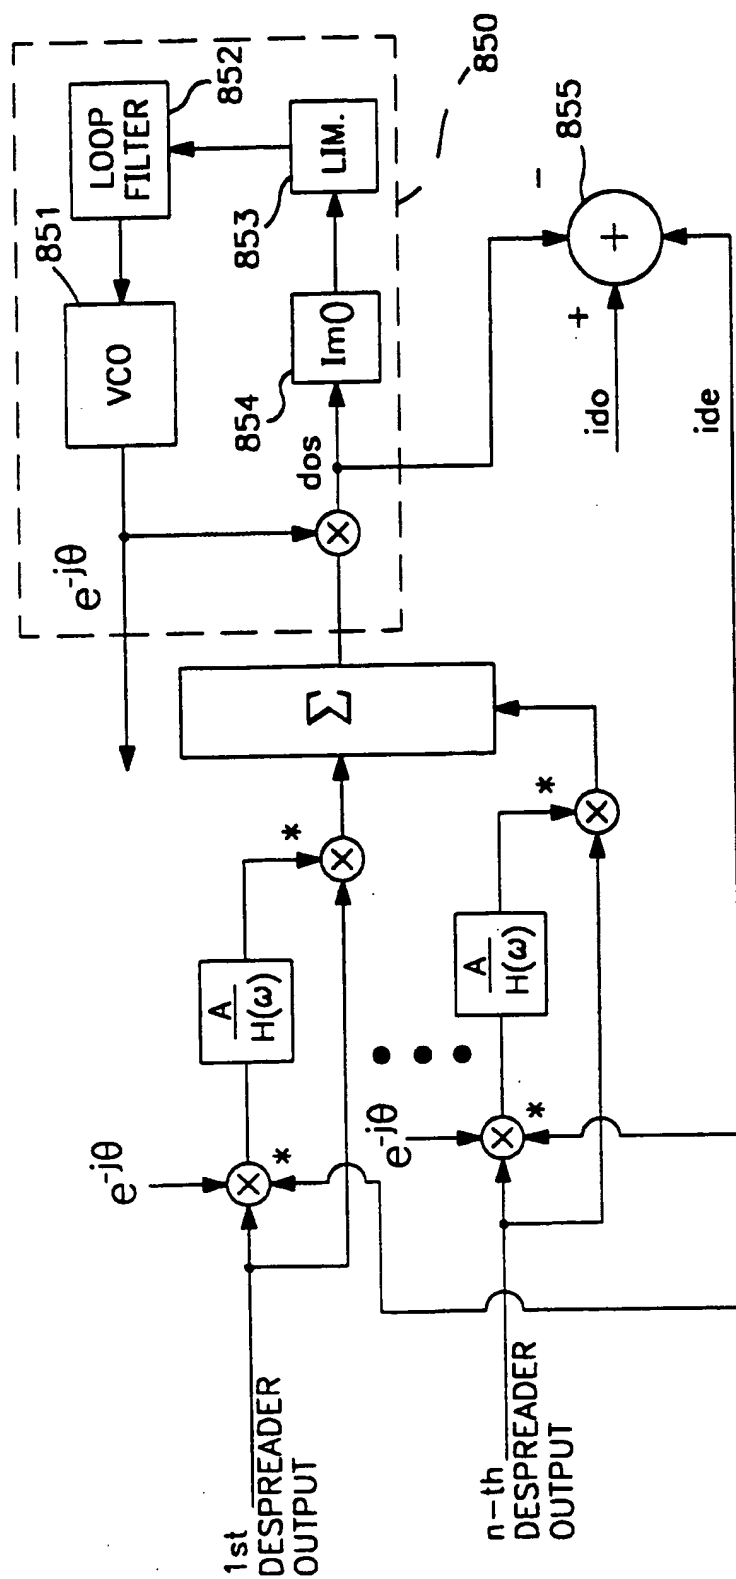 1st
DESPREADER
OUTPUT
n-th
DESPREADER
OUTPUT
e-jθ
×
*
A
H(ω)
×
*
e-jθ
×
*
A
H(ω)
×
*
Σ
e-jθ
×
dos
VCO
851
LOOP
FILTER
852
LIM.
853
Im()
854
850
+
-
+
855
ido
ide